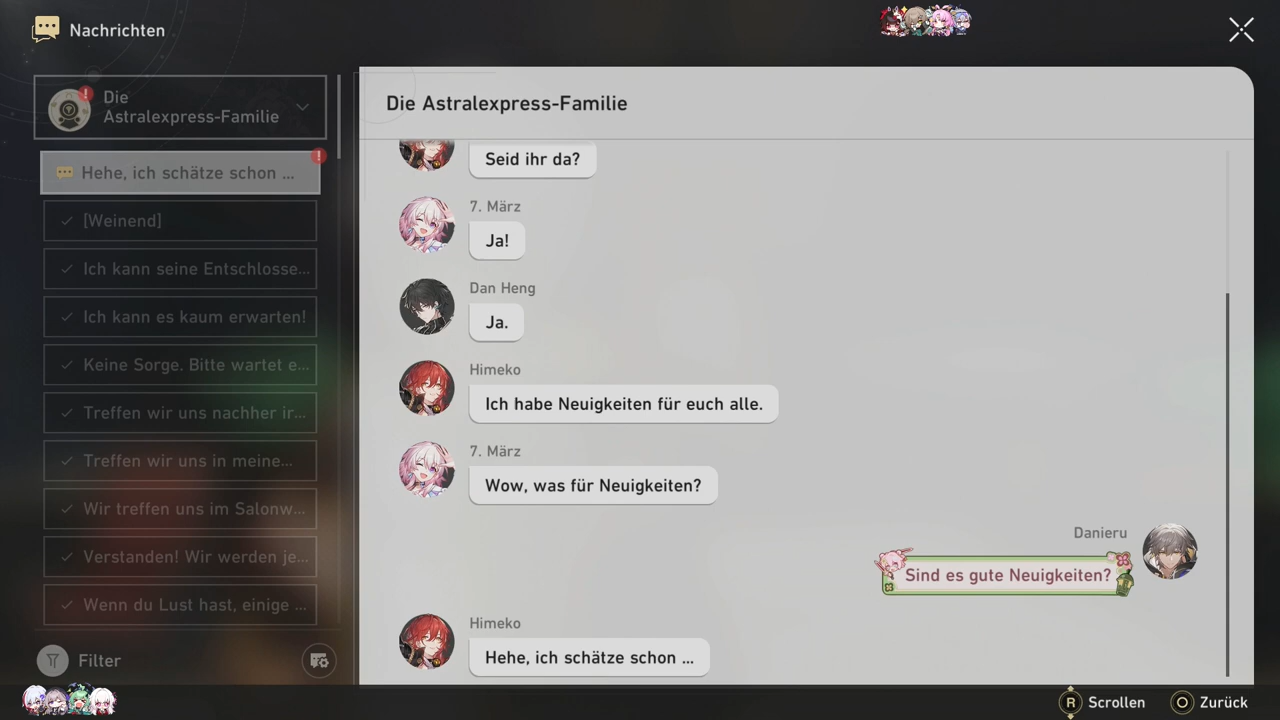 Nachrichten
Die
Astralexpress-Familie
Hehe, ich schätze schon ...
[Weinend]
Ich kann seine Entschlosse...
Ich kann es kaum erwarten!
Keine Sorge. Bitte wartet e...
Treffen wir uns nachher ir...
Treffen wir uns in meine...
Wir treffen uns im Salonw...
Verstanden! Wir werden je...
Wenn du Lust hast, einige ...
Filter
Die Astralexpress-Familie
Seid ihr da?
7. März
Ja!
Dan Heng
Ja.
Himeko
Ich habe Neuigkeiten für euch alle.
7. März
Wow, was für Neuigkeiten?
Danieru
Sind es gute Neuigkeiten?
Himeko
Hehe, ich schätze schon ...
R Scrollen
Zurück